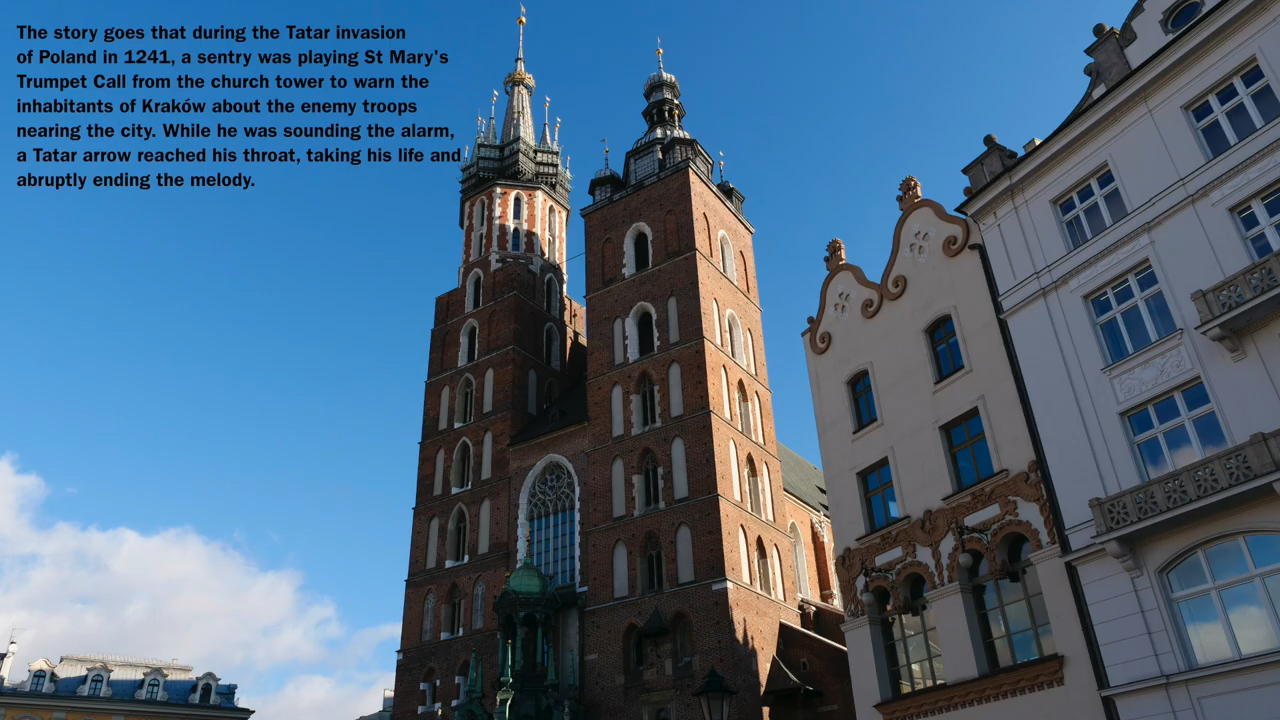 The story goes that during the Tatar invasion
of Poland in 1241, a sentry was playing St Mary's
Trumpet Call from the church tower to warn the
inhabitants of Kraków about the enemy troops
nearing the city. While he was sounding the alarm,
a Tatar arrow reached his throat, taking his life and
abruptly ending the melody.